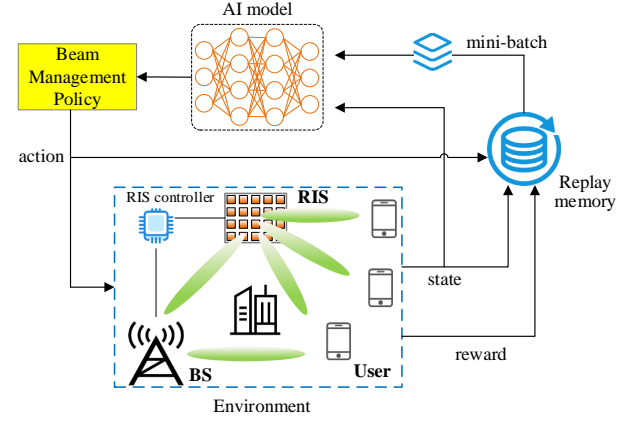 AI model
mini-batch
Beam
Management
Policy
action
Replay
memory
RIS controller
RIS
state
reward
BS
User
Environment